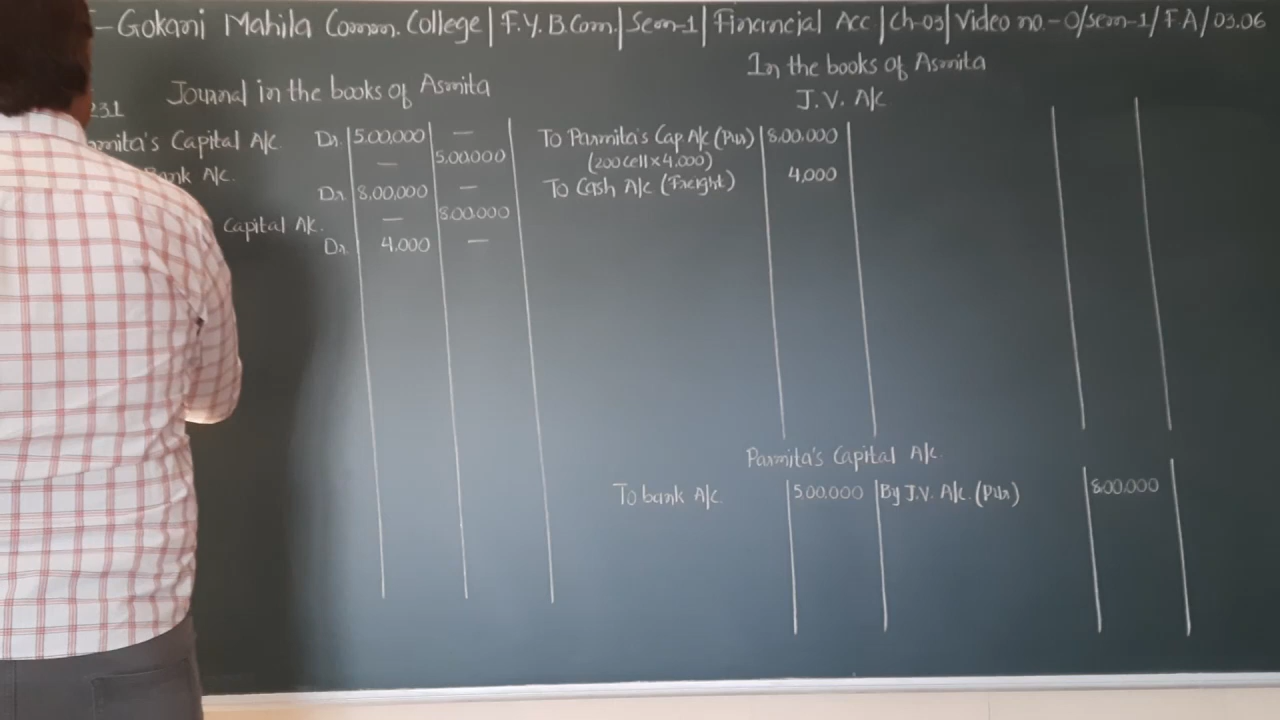 - Gokani Mahila Comm. College | F.Y.B.Com. | Sem-1 | Financial Acc | Ch-03 | Video no. - 0/sem-1/F.A/03.06
231
Journal in the books of Asmita
mita's Capital A/c. Dr. 5,00,000 —
Bank A/c. — 5,00,000
Dr. 8,00,000 —
Capital A/c. — 8,00,000
Dr. 4,000 —
In the books of Asmita
J.V. A/c
To Parmita's Cap. A/c (Pur) 8,00,000
(200 cell x 4,000)
To Cash A/c (Freight) 4,000
Parmita's Capital A/c.
To bank A/c. 5,00,000 By J.V. A/c. (Pur) 8,00,000